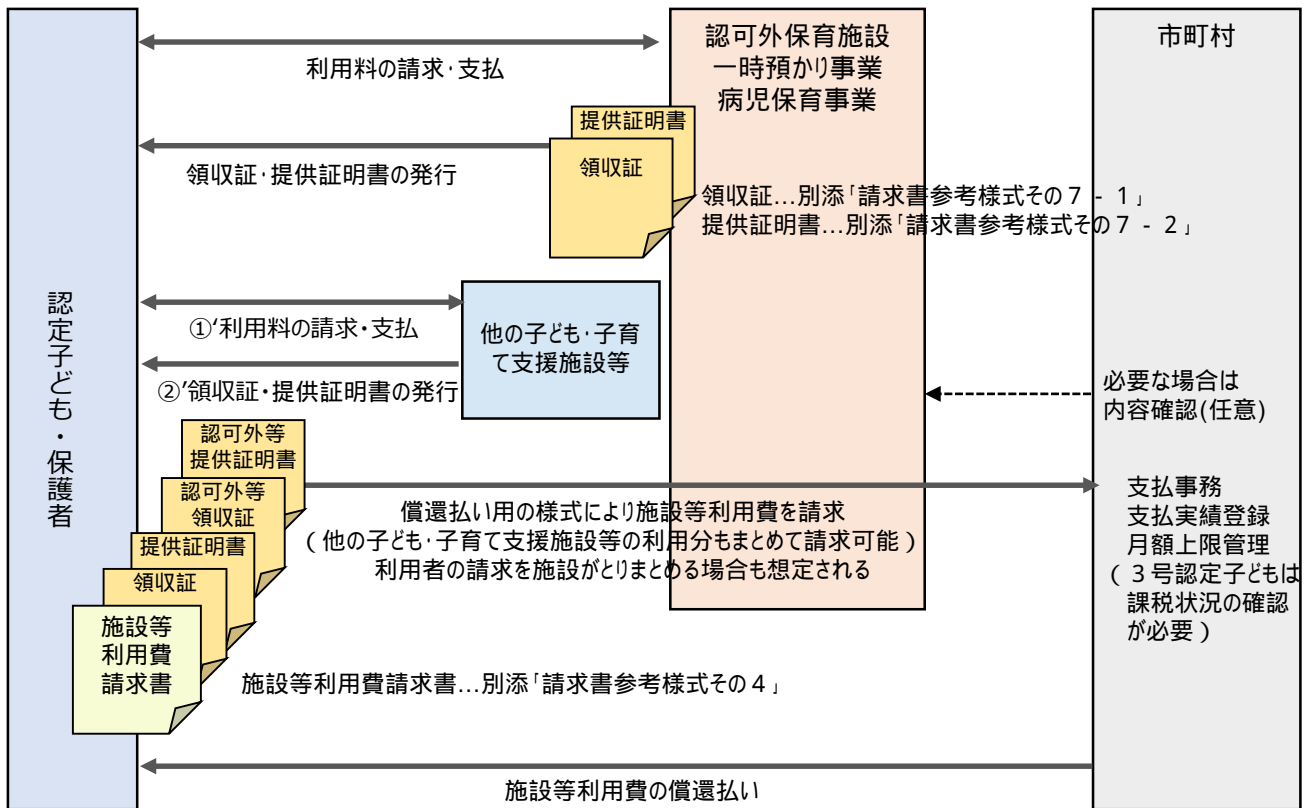 認可外保育施設
一時預かり事業
病児保育事業
市町村
利用料の請求・支払
提供証明書
領収証
領収証・提供証明書の発行
領収証…別添「請求書参考様式その７－１」
提供証明書…別添「請求書参考様式その７－２」
認定子ども・保護者
①’利用料の請求・支払
他の子ども・子育
て支援施設等
②’領収証・提供証明書の発行
必要な場合は
内容確認(任意)
認可外等
提供証明書
認可外等
領収証
提供証明書
領収証
施設等
利用費
請求書
償還払い用の様式により施設等利用費を請求
（他の子ども・子育て支援施設等の利用分もまとめて請求可能）
利用者の請求を施設がとりまとめる場合も想定される
支払事務
支払実績登録
月額上限管理
（３号認定子どもは
課税状況の確認
が必要）
施設等利用費請求書…別添「請求書参考様式その４」
施設等利用費の償還払い